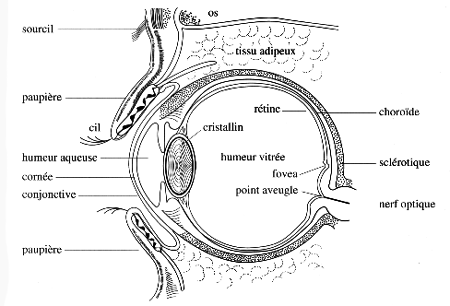 os
sourcil
tissu adipeux
paupière
rétine
choroïde
cil
cristallin
humeur aqueuse
humeur vitrée
sclérotique
cornée
fovea
conjonctive
point aveugle
nerf optique
paupière